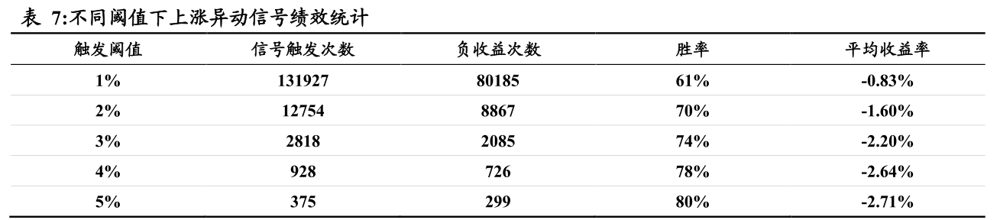 表 7:不同阈值下上涨异动信号绩效统计
触发阈值 信号触发次数 负收益次数 胜率 平均收益率
1% 131927 80185 61% -0.83%
2% 12754 8867 70% -1.60%
3% 2818 2085 74% -2.20%
4% 928 726 78% -2.64%
5% 375 299 80% -2.71%